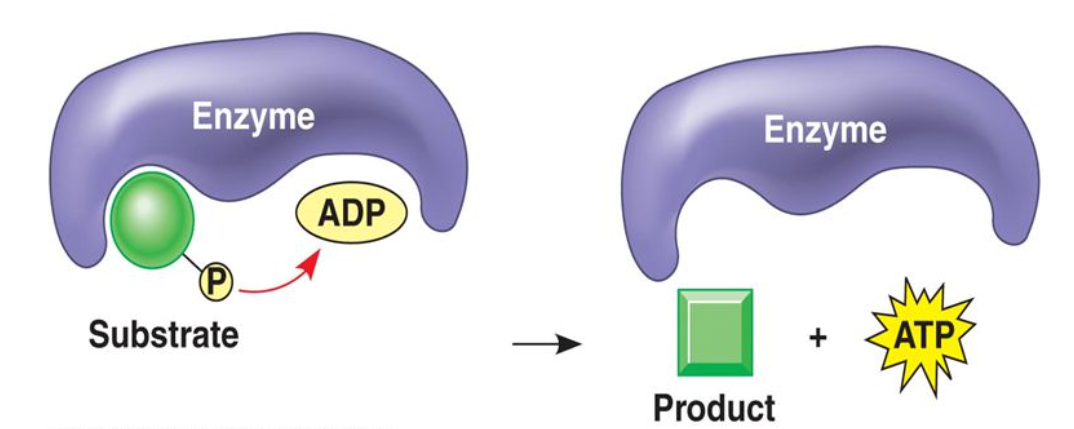 Enzyme
ADP
P
Substrate
Enzyme
+
ATP
Product